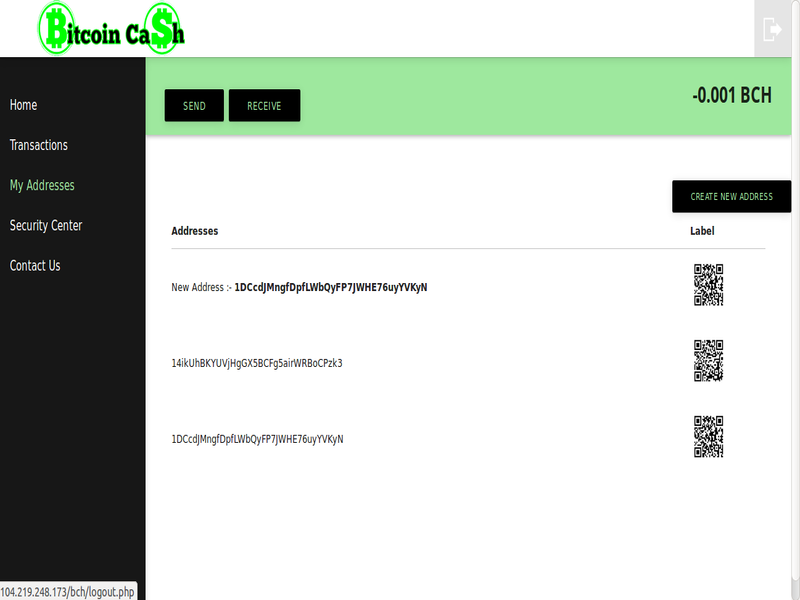 Bitcoin Ca$h
Home
Transactions
My Addresses
Security Center
Contact Us
SEND
RECEIVE
-0.001 BCH
CREATE NEW ADDRESS
Addresses Label
New Address :- 1DCcdJMngfDpfLWbQyFP7JWHE76uyYVKyN
14ikUhBKYUVjHgGX5BCFg5airWRBoCPzk3
1DCcdJMngfDpfLWbQyFP7JWHE76uyYVKyN
104.219.248.173/bch/logout.php